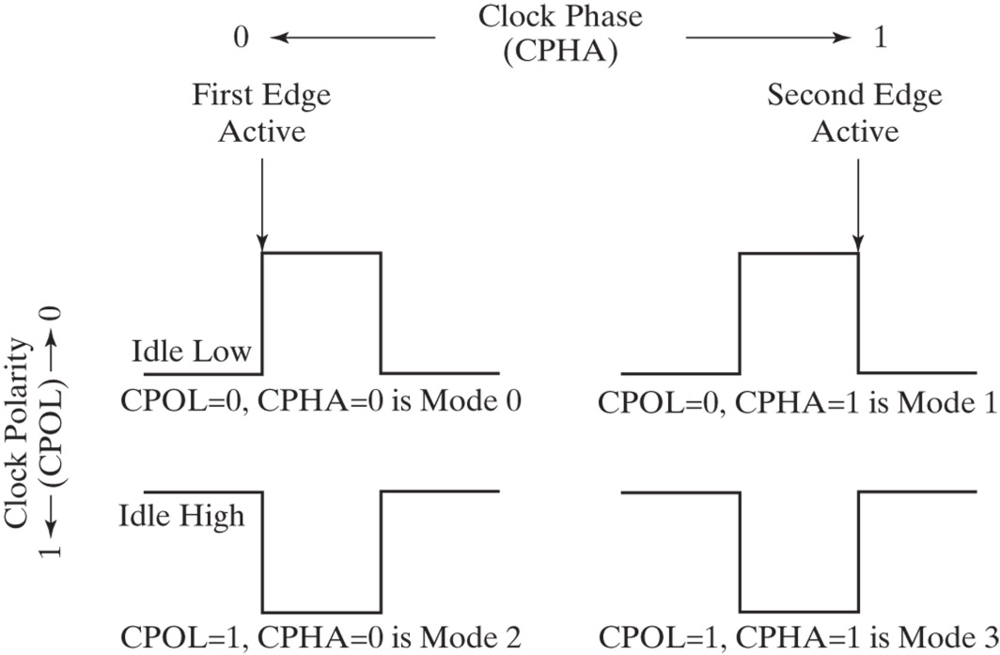 Clock Phase
0 1
(CPHA)
First Edge
Active
Second Edge
Active
Clock Polarity
1 (CPOL) 0
Idle Low
CPOL=0, CPHA=0 is Mode 0
CPOL=0, CPHA=1 is Mode 1
Idle High
CPOL=1, CPHA=0 is Mode 2
CPOL=1, CPHA=1 is Mode 3